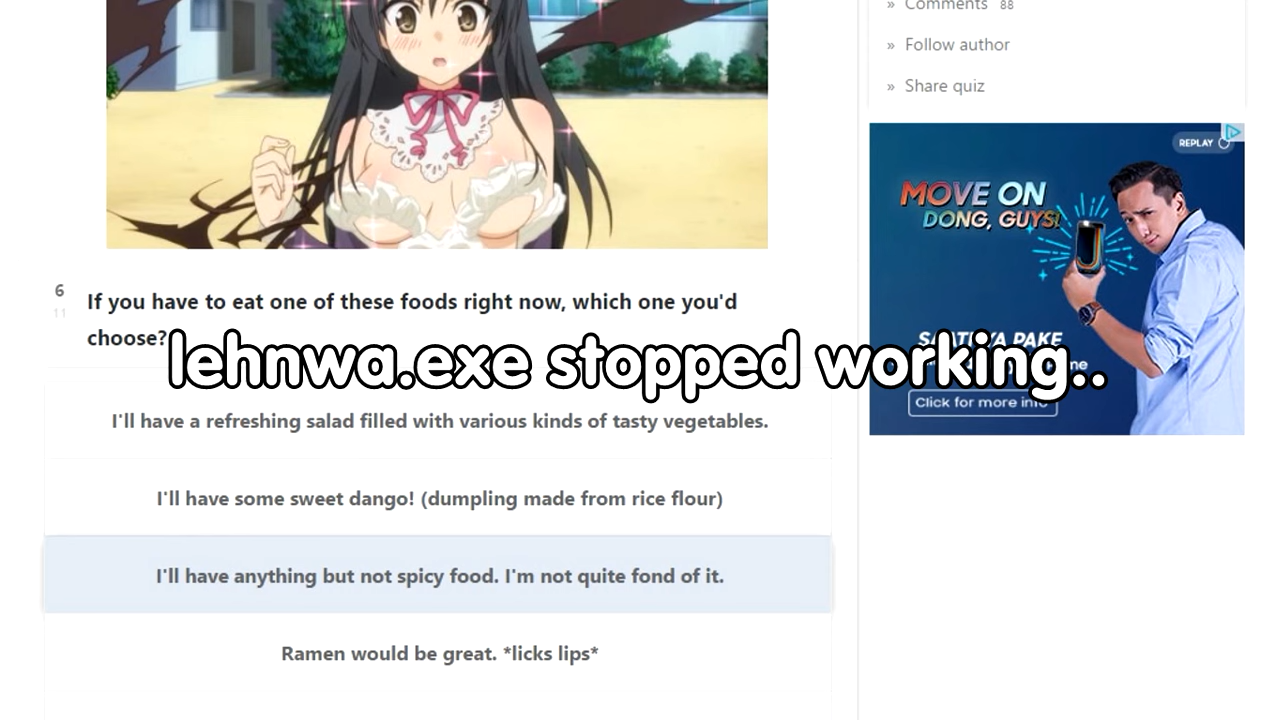 » Comments 88
» Follow author
» Share quiz
REPLAY
MOVE ON
DONG, GUYS!
6
11
If you have to eat one of these foods right now, which one you'd
choose?
lehnwa.exe stopped working..
PAKE
Click for more info
I'll have a refreshing salad filled with various kinds of tasty vegetables.
I'll have some sweet dango! (dumpling made from rice flour)
I'll have anything but not spicy food. I'm not quite fond of it.
Ramen would be great. *licks lips*